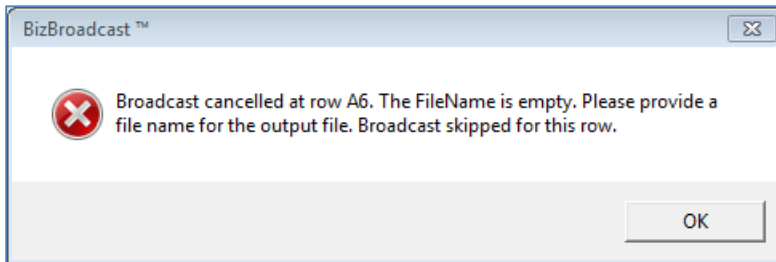 BizBroadcast ™
Broadcast cancelled at row A6. The FileName is empty. Please provide a
file name for the output file. Broadcast skipped for this row.
OK